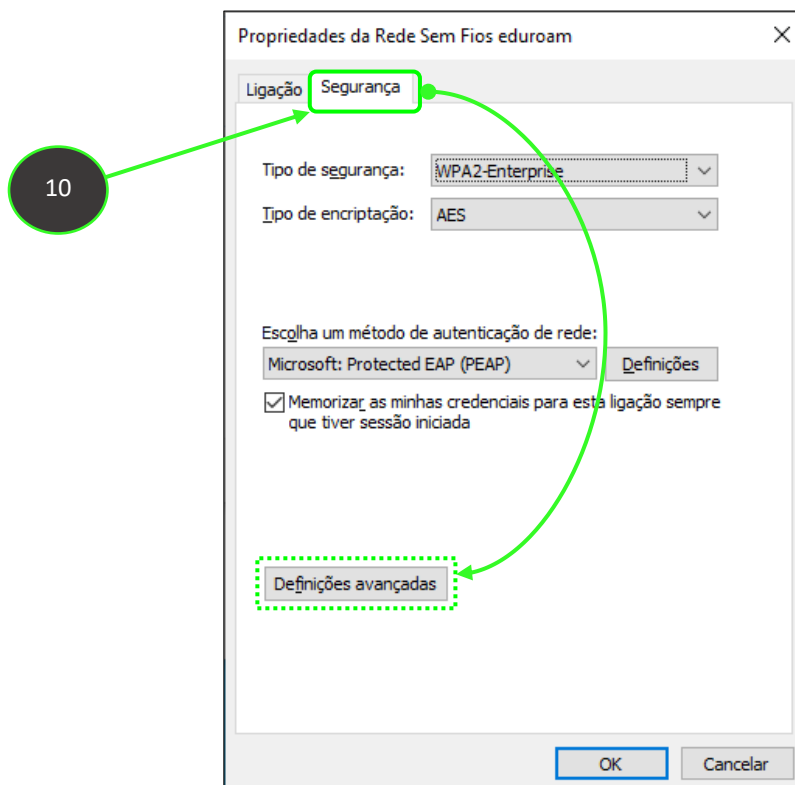 Propriedades da Rede Sem Fios eduroam
Ligação Segurança
10
Tipo de segurança: WPA2-Enterprise
Tipo de encriptação: AES
Escolha um método de autenticação de rede:
Microsoft: Protected EAP (PEAP) Definições
Memorizar as minhas credenciais para esta ligação sempre
que tiver sessão iniciada
Definições avançadas
OK Cancelar